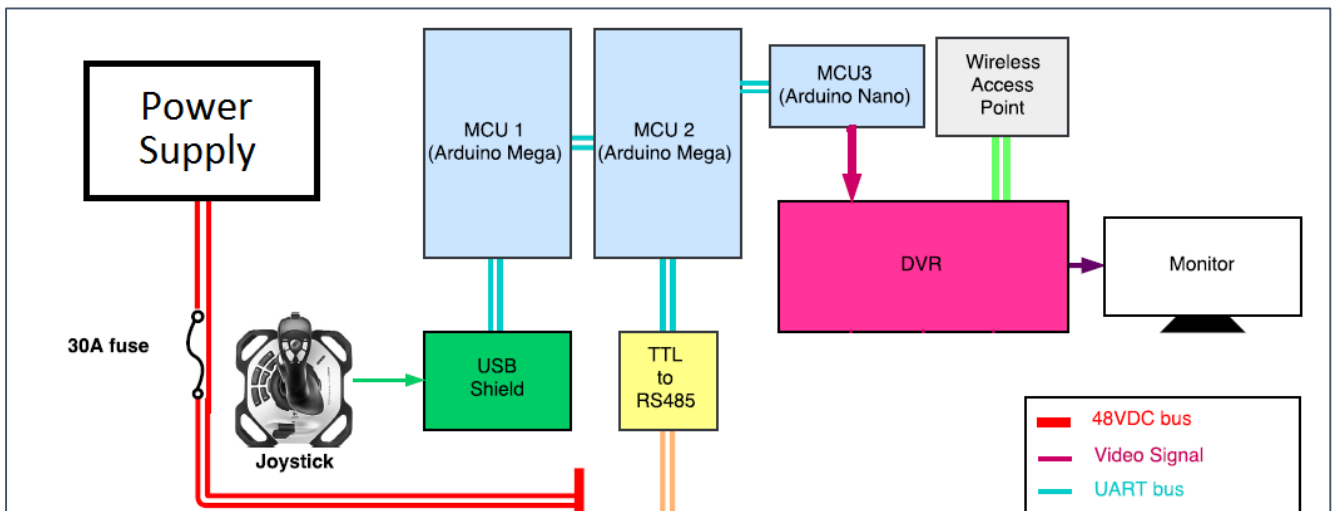 Power
Supply
MCU 1
(Arduino Mega)
MCU 2
(Arduino Mega)
MCU3
(Arduino Nano)
Wireless
Access
Point
DVR
Monitor
30A fuse
Joystick
USB
Shield
TTL
to
RS485
48VDC bus
Video Signal
UART bus